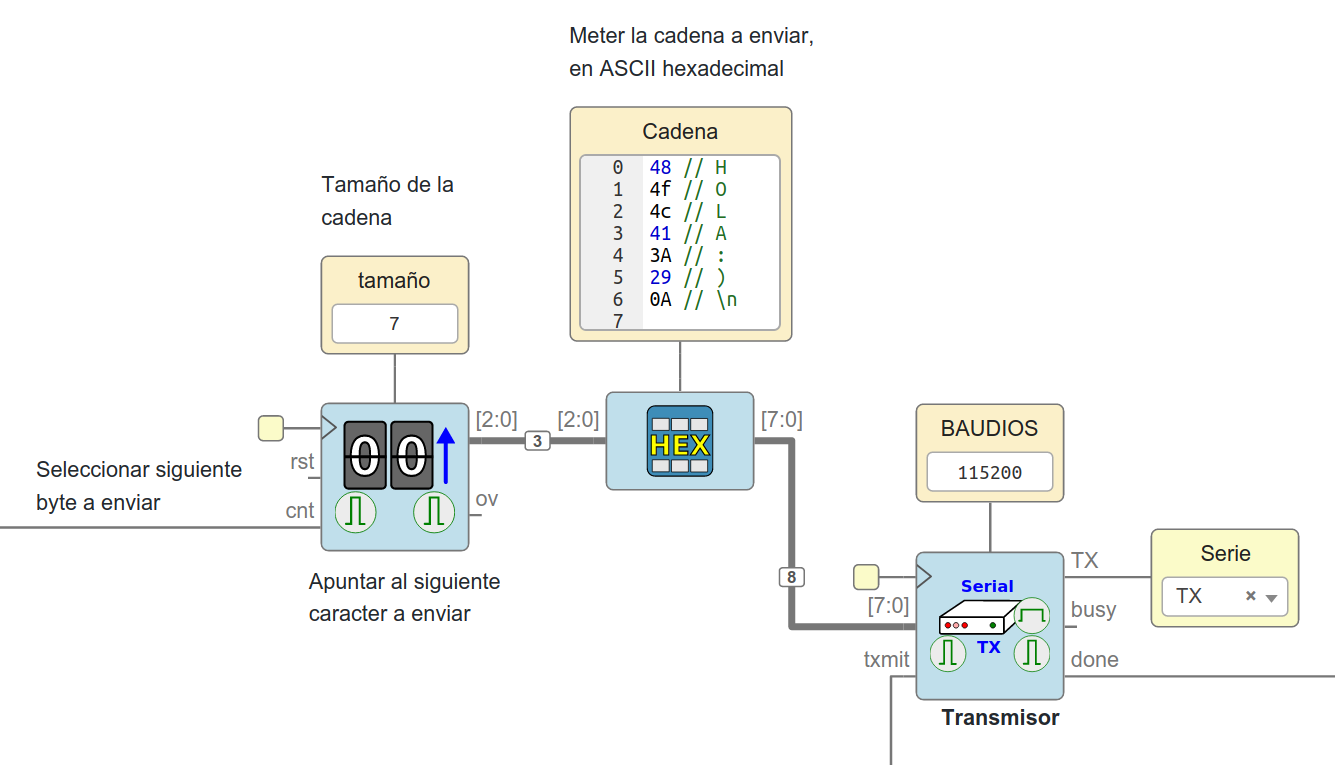 Meter la cadena a enviar,
en ASCII hexadecimal
Cadena
0 48 // H
1 4f // O
2 4c // L
3 41 // A
4 3A // :
5 29 // )
6 0A // \n
7
Tamaño de la
cadena
tamaño
7
[2:0]
3
[2:0]
HEX
[7:0]
Seleccionar siguiente
byte a enviar
rst
cnt
00
ov
Apuntar al siguiente
caracter a enviar
BAUDIOS
115200
8
[7:0]
txmit
Serial
TX
TX
busy
done
Serie
TX ×
Transmisor